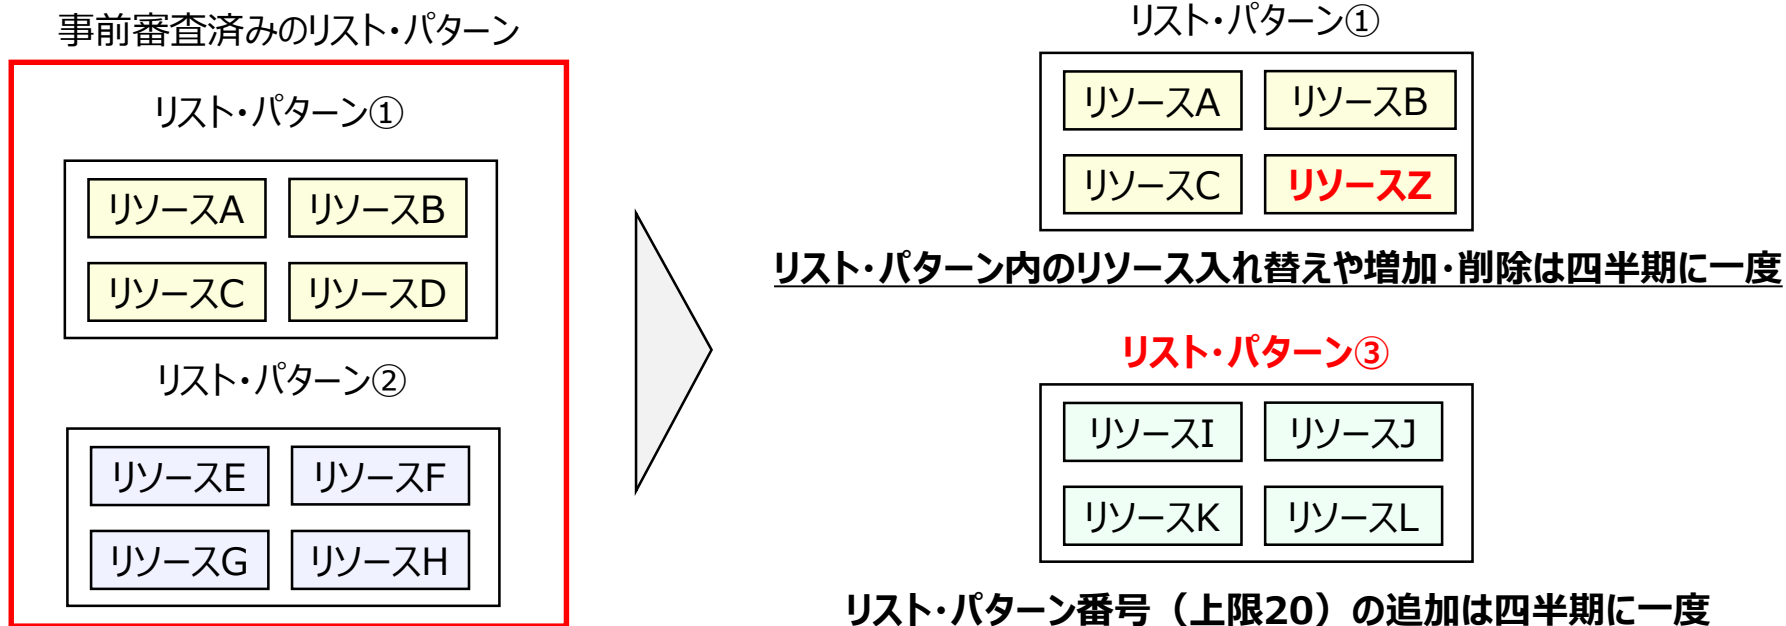 事前審査済みのリスト・パターン
リスト・パターン①
リソースA
リソースB
リソースC
リソースD
リスト・パターン②
リソースE
リソースF
リソースG
リソースH
リスト・パターン①
リソースA
リソースB
リソースC
リソースZ
リスト・パターン内のリソース入れ替えや増加・削除は四半期に一度
リスト・パターン③
リソースI
リソースJ
リソースK
リソースL
リスト・パターン番号（上限20）の追加は四半期に一度